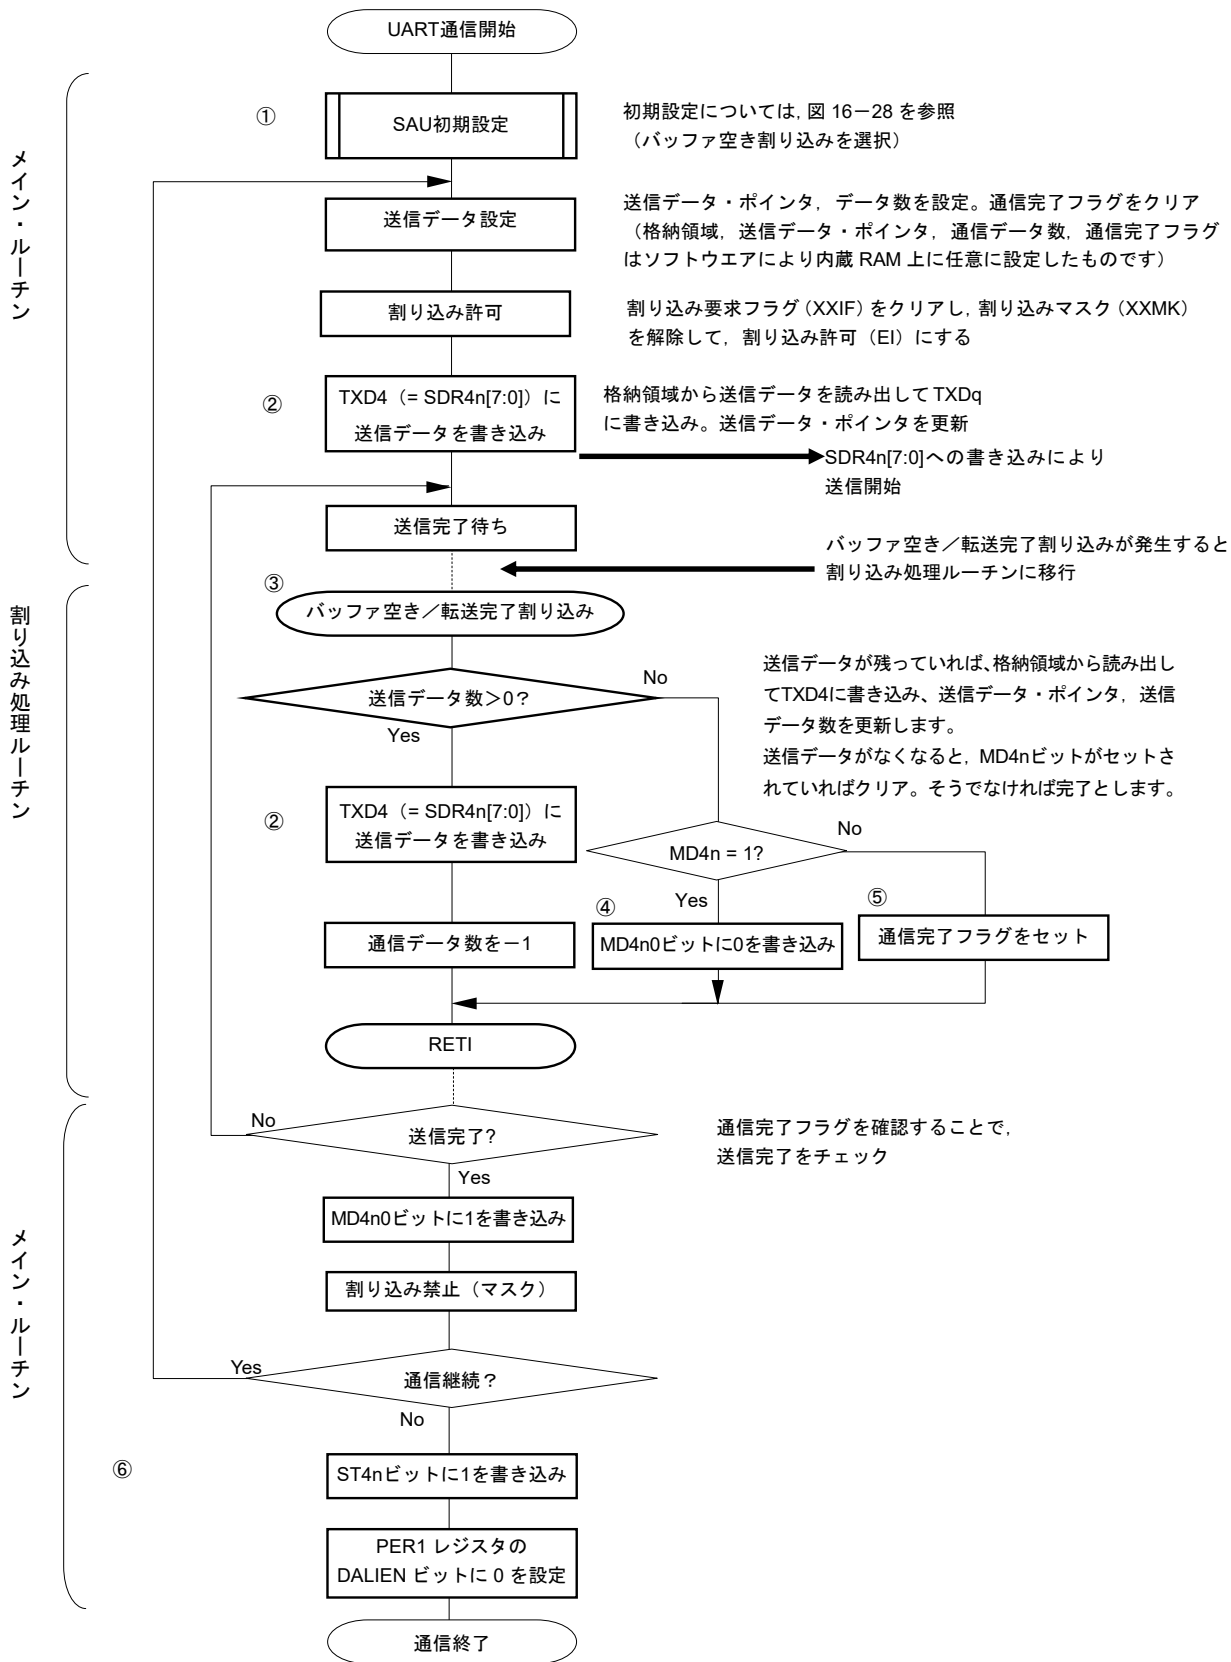 UART通信開始
メイン・ルーチン
①
SAU初期設定
初期設定については, 図 16-28 を参照
（バッファ空き割り込みを選択）
送信データ設定
送信データ・ポインタ，データ数を設定。通信完了フラグをクリア
（格納領域，送信データ・ポインタ，通信データ数，通信完了フラグ
はソフトウエアにより内蔵 RAM 上に任意に設定したものです）
割り込み許可
割り込み要求フラグ（XXIF）をクリアし, 割り込みマスク（XXMK）
を解除して，割り込み許可（EI）にする
②
TXD4（= SDR4n[7:0]）に
送信データを書き込み
格納領域から送信データを読み出して TXDq
に書き込み。送信データ・ポインタを更新
SDR4n[7:0]への書き込みにより
送信開始
送信完了待ち
バッファ空き／転送完了割り込みが発生すると
割り込み処理ルーチンに移行
割り込み処理ルーチン
③
バッファ空き／転送完了割り込み
送信データ数＞0？
No
Yes
送信データが残っていれば、格納領域から読み出し
てTXD4に書き込み、送信データ・ポインタ，送信
データ数を更新します。
送信データがなくなると，MD4nビットがセットさ
れていればクリア。そうでなければ完了とします。
②
TXD4（= SDR4n[7:0]）に
送信データを書き込み
MD4n = 1?
No
Yes
④
⑤
通信データ数を－1
MD4n0ビットに0を書き込み
通信完了フラグをセット
RETI
メイン・ルーチン
No
送信完了?
Yes
通信完了フラグを確認することで,
送信完了をチェック
MD4n0ビットに1を書き込み
割り込み禁止（マスク）
Yes
通信継続？
No
⑥
ST4nビットに1を書き込み
PER1 レジスタの
DALIEN ビットに 0 を設定
通信終了